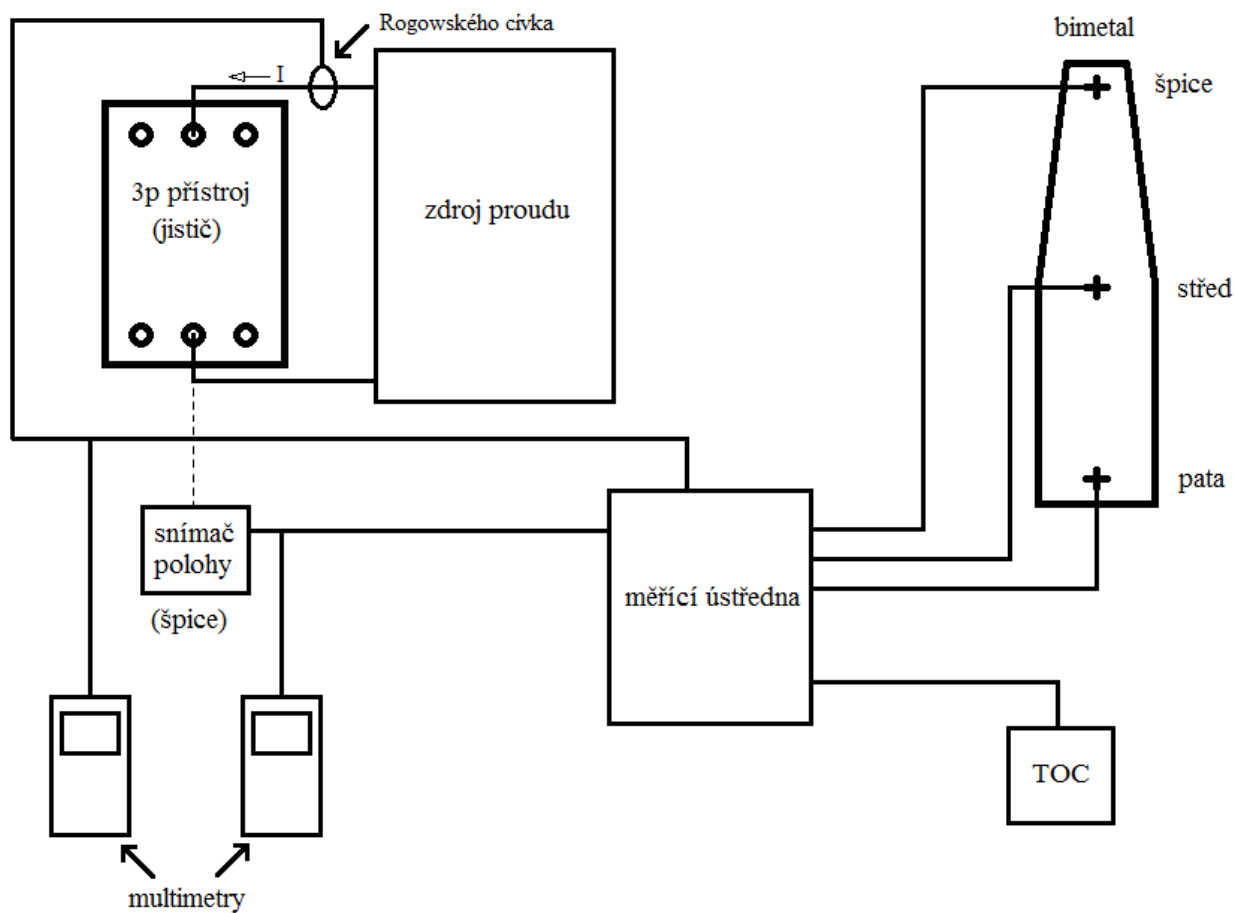 Rogowského cívka
I
bimetal
špice
3p přístroj
(jistič)
zdroj proudu
střed
pata
snímač
polohy
(špice)
měřící ústředna
TOC
multimetry